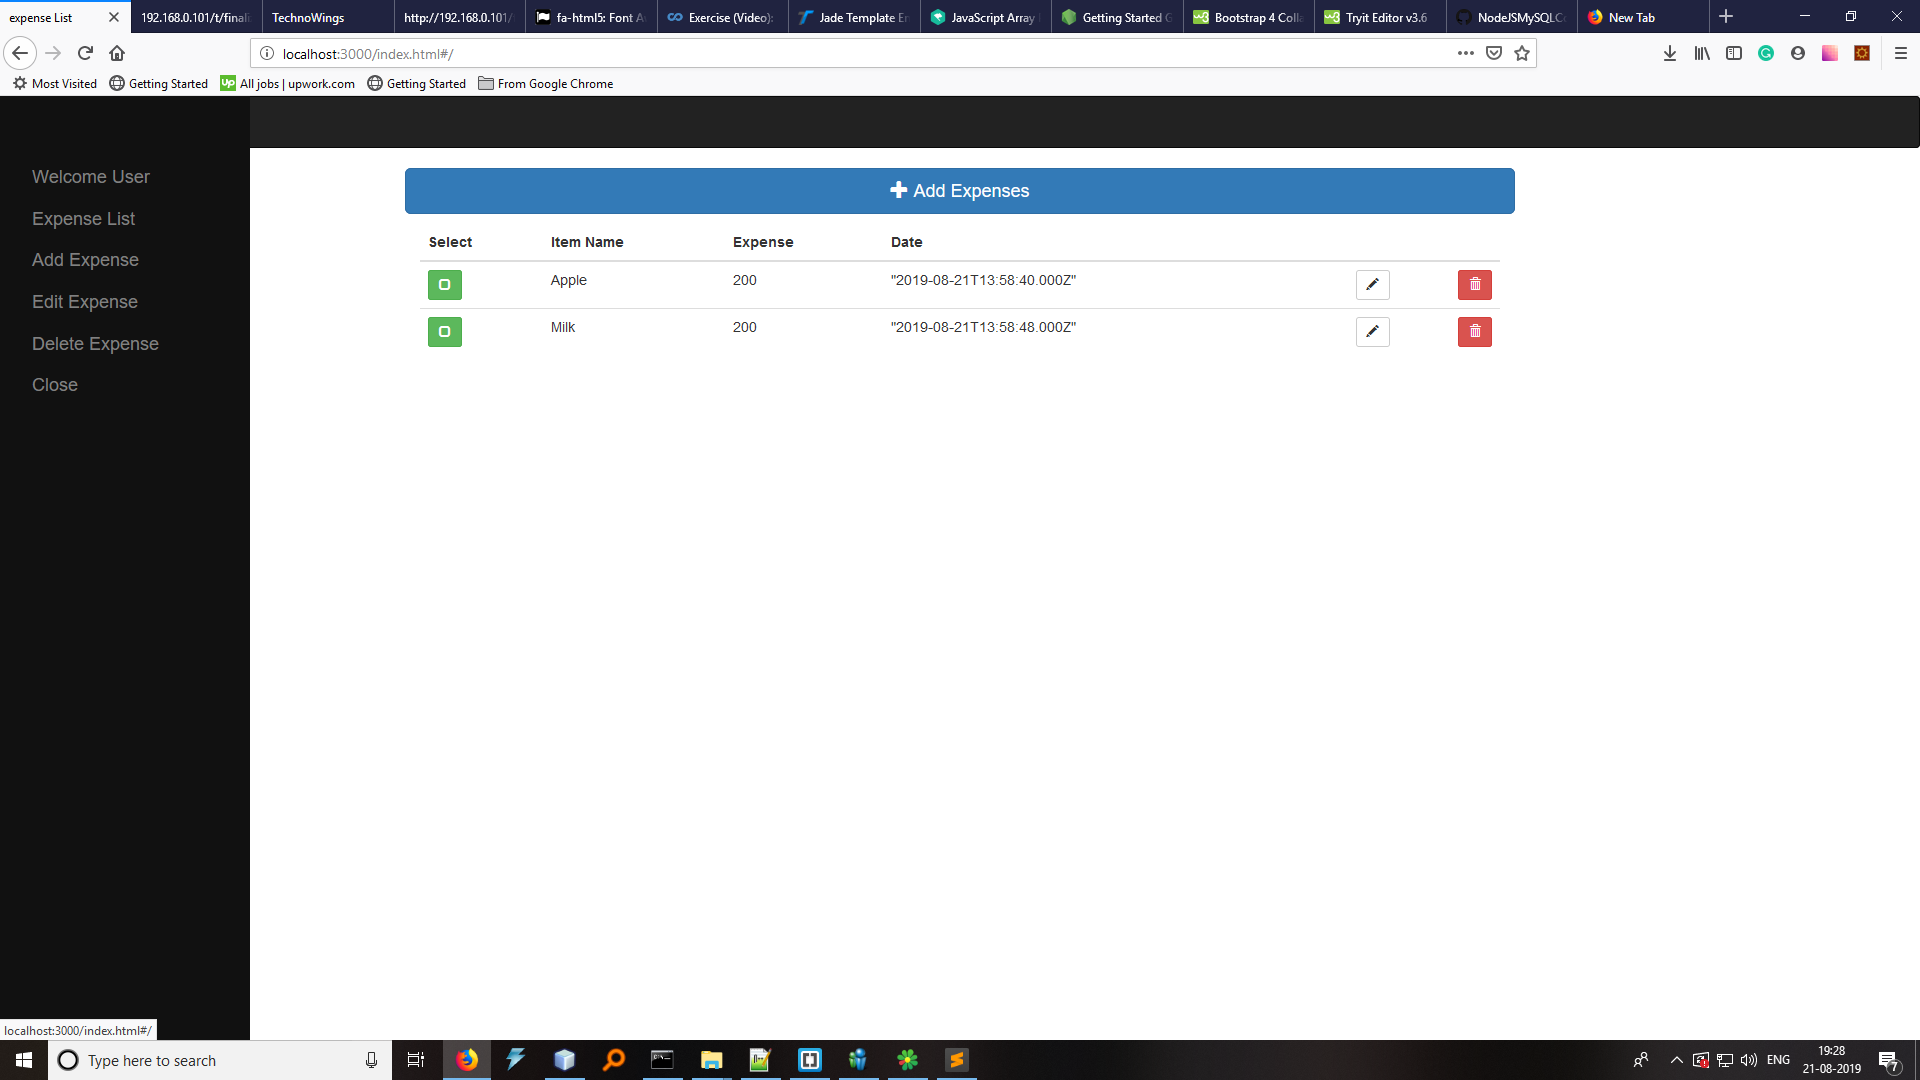 expense List
192.168.0.101/t/finali
TechnoWings
http://192.168.0.101/
fa-html5: Font A
Exercise (Video):
Jade Template En
JavaScript Array
Getting Started G
Bootstrap 4 Colla
Tryit Editor v3.6
NodeJSMySQLC
New Tab
localhost:3000/index.html#/
Most Visited
Getting Started
Up All jobs | upwork.com
Getting Started
From Google Chrome
Welcome User
Expense List
Add Expense
Edit Expense
Delete Expense
Close
Add Expenses
Select Item Name Expense Date
Apple 200 "2019-08-21T13:58:40.000Z"
Milk 200 "2019-08-21T13:58:48.000Z"
localhost:3000/index.html#/
Type here to search
ENG
19:28
21-08-2019
7